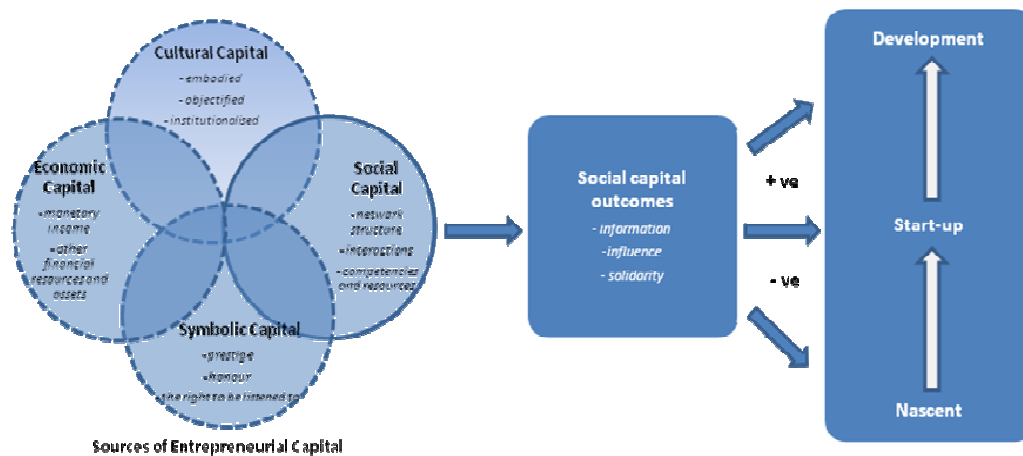 Cultural Capital
- embodied
- objectified
- institutionalised
Economic
Capital
- monetary
income
- other
financial
resources and
assets
Social
Capital
- network
structure
- interactions
- competencies
and resources
Symbolic Capital
- prestige
- honour
- the right to be listened to
Sources of Entrepreneurial Capital
Social capital
outcomes
- information
- influence
- solidarity
+ ve
- ve
Development
Start-up
Nascent